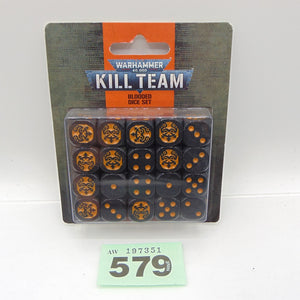 WARHAMMER
40,000
KILL TEAM
BLOODED
DICE SET
AW 197351
579